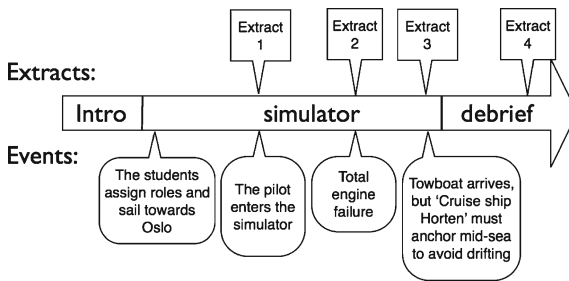 Extract
1
Extract
2
Extract
3
Extract
4
Extracts:
Intro
simulator
debrief
Events:
The students
assign roles and
sail towards
Oslo
The pilot
enters the
simulator
Total
engine
failure
Towboat arrives,
but ‘Cruise ship
Horten’ must
anchor mid-sea
to avoid drifting